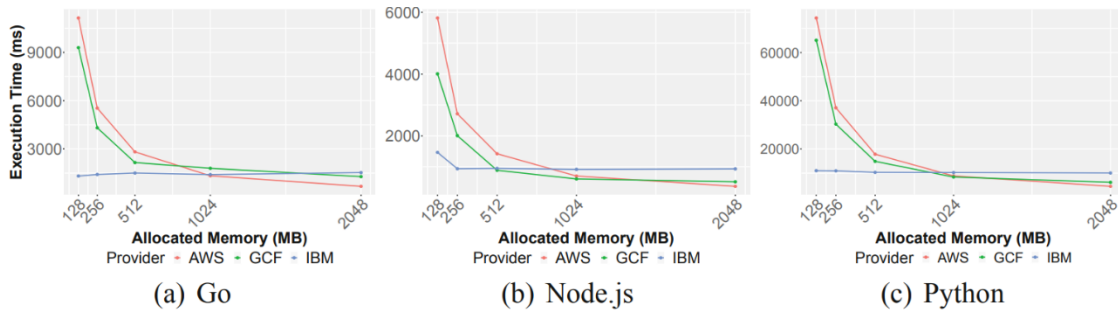 Execution Time (ms)
9000
6000
3000
128
256
512
1024
2048
Allocated Memory (MB)
Provider AWS GCF IBM
(a) Go
6000
4000
2000
128
256
512
1024
2048
Allocated Memory (MB)
Provider AWS GCF IBM
(b) Node.js
60000
40000
20000
128
256
512
1024
2048
Allocated Memory (MB)
Provider AWS GCF IBM
(c) Python